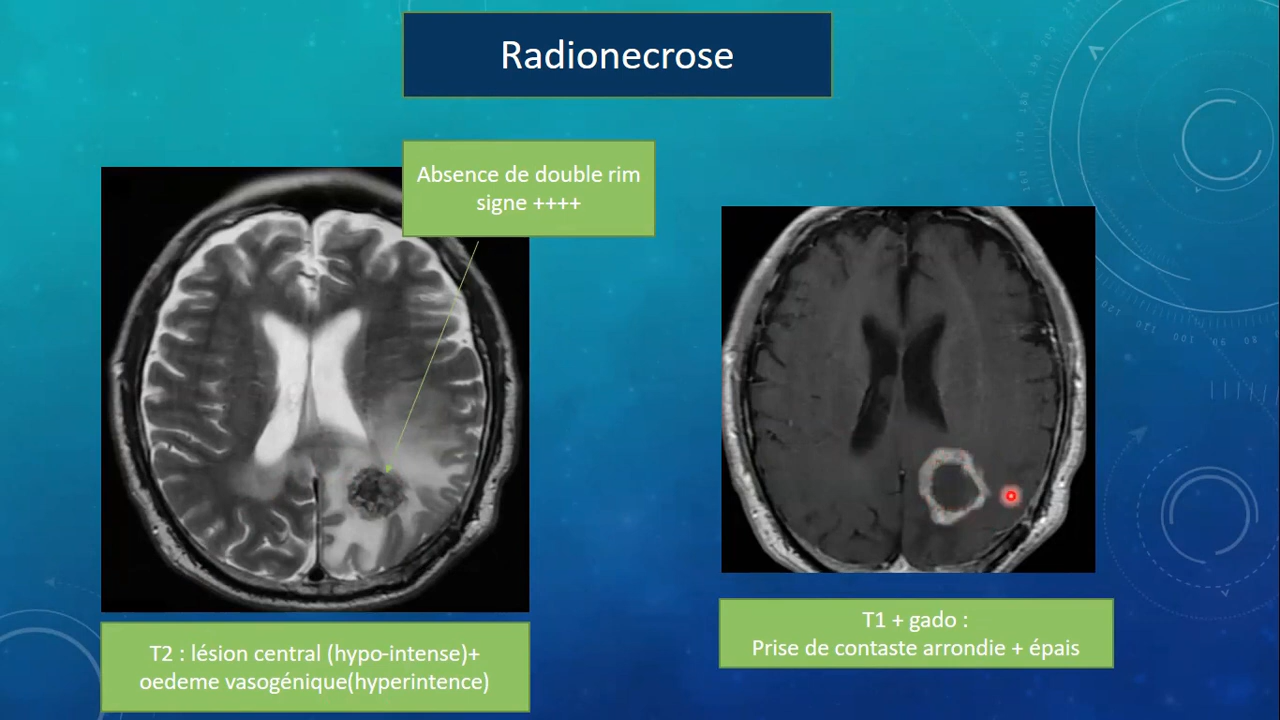 Radionecrose
Absence de double rim
signe ++++
T2 : lésion central (hypo-intense)+
oedeme vasogénique(hyperintence)
T1 + gado :
Prise de contaste arrondie + épais